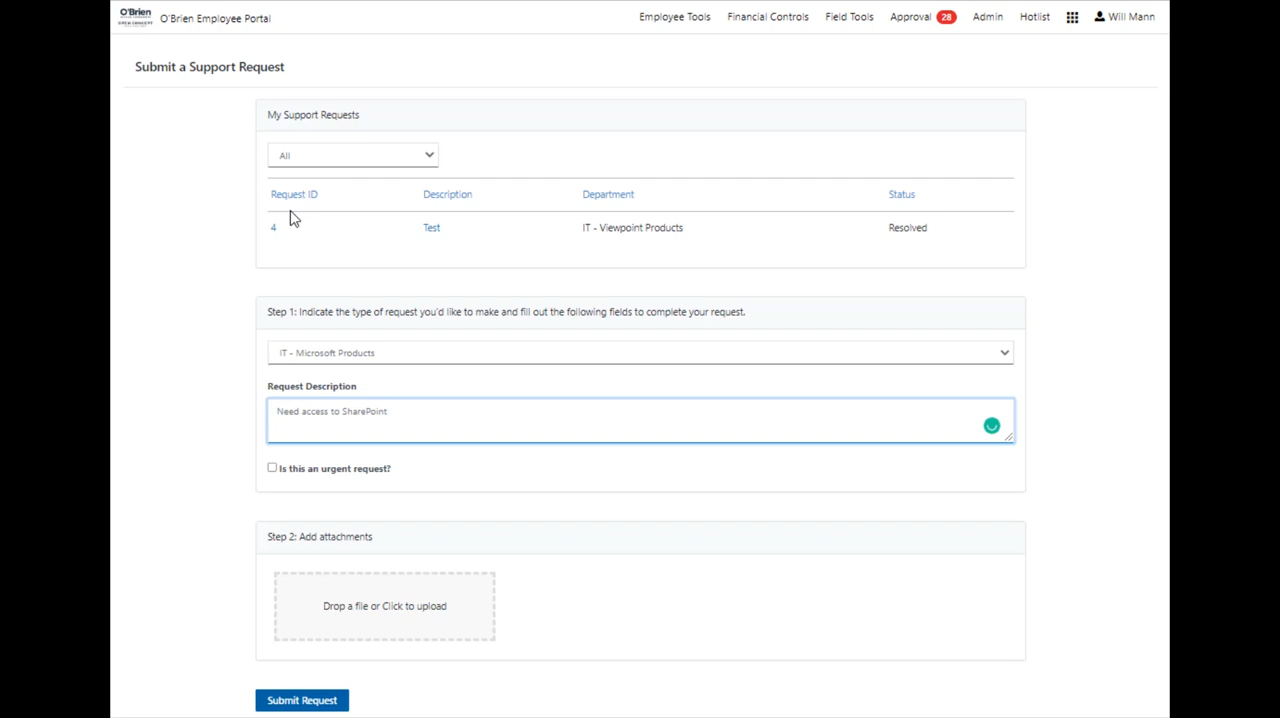 O'Brien
OPEN CONCEPT
O'Brien Employee Portal
Employee Tools
Financial Controls
Field Tools
Approval 28
Admin
Hotlist
Will Mann
Submit a Support Request
My Support Requests
All
Request ID Description Department Status
4 Test IT - Viewpoint Products Resolved
Step 1: Indicate the type of request you'd like to make and fill out the following fields to complete your request.
IT - Microsoft Products
Request Description
Need access to SharePoint
Is this an urgent request?
Step 2: Add attachments
Drop a file or Click to upload
Submit Request